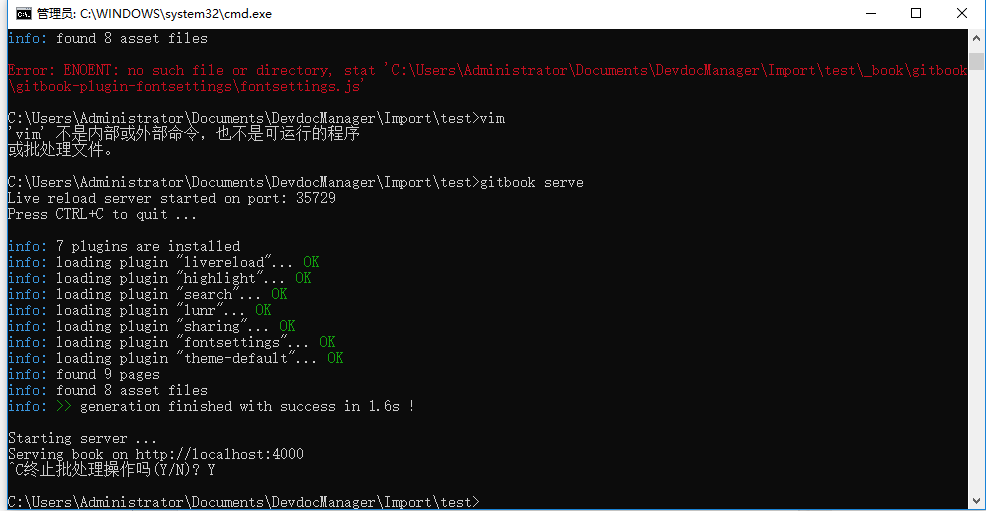 管理员: C:\WINDOWS\system32\cmd.exe
info: found 8 asset files
Error: ENOENT: no such file or directory, stat 'C:\Users\Administrator\Documents\DevdocManager\Import\test\_book\gitbook
\gitbook-plugin-fontsettings\fontsettings.js'
C:\Users\Administrator\Documents\DevdocManager\Import\test>vim
'vim' 不是内部或外部命令，也不是可运行的程序
或批处理文件。
C:\Users\Administrator\Documents\DevdocManager\Import\test>gitbook serve
Live reload server started on port: 35729
Press CTRL+C to quit ...
info: 7 plugins are installed
info: loading plugin "livereload"... OK
info: loading plugin "highlight"... OK
info: loading plugin "search"... OK
info: loading plugin "lunr"... OK
info: loading plugin "sharing"... OK
info: loading plugin "fontsettings"... OK
info: loading plugin "theme-default"... OK
info: found 9 pages
info: found 8 asset files
info: >> generation finished with success in 1.6s !
Starting server ...
Serving book on http://localhost:4000
^C终止批处理操作吗(Y/N)? Y
C:\Users\Administrator\Documents\DevdocManager\Import\test>